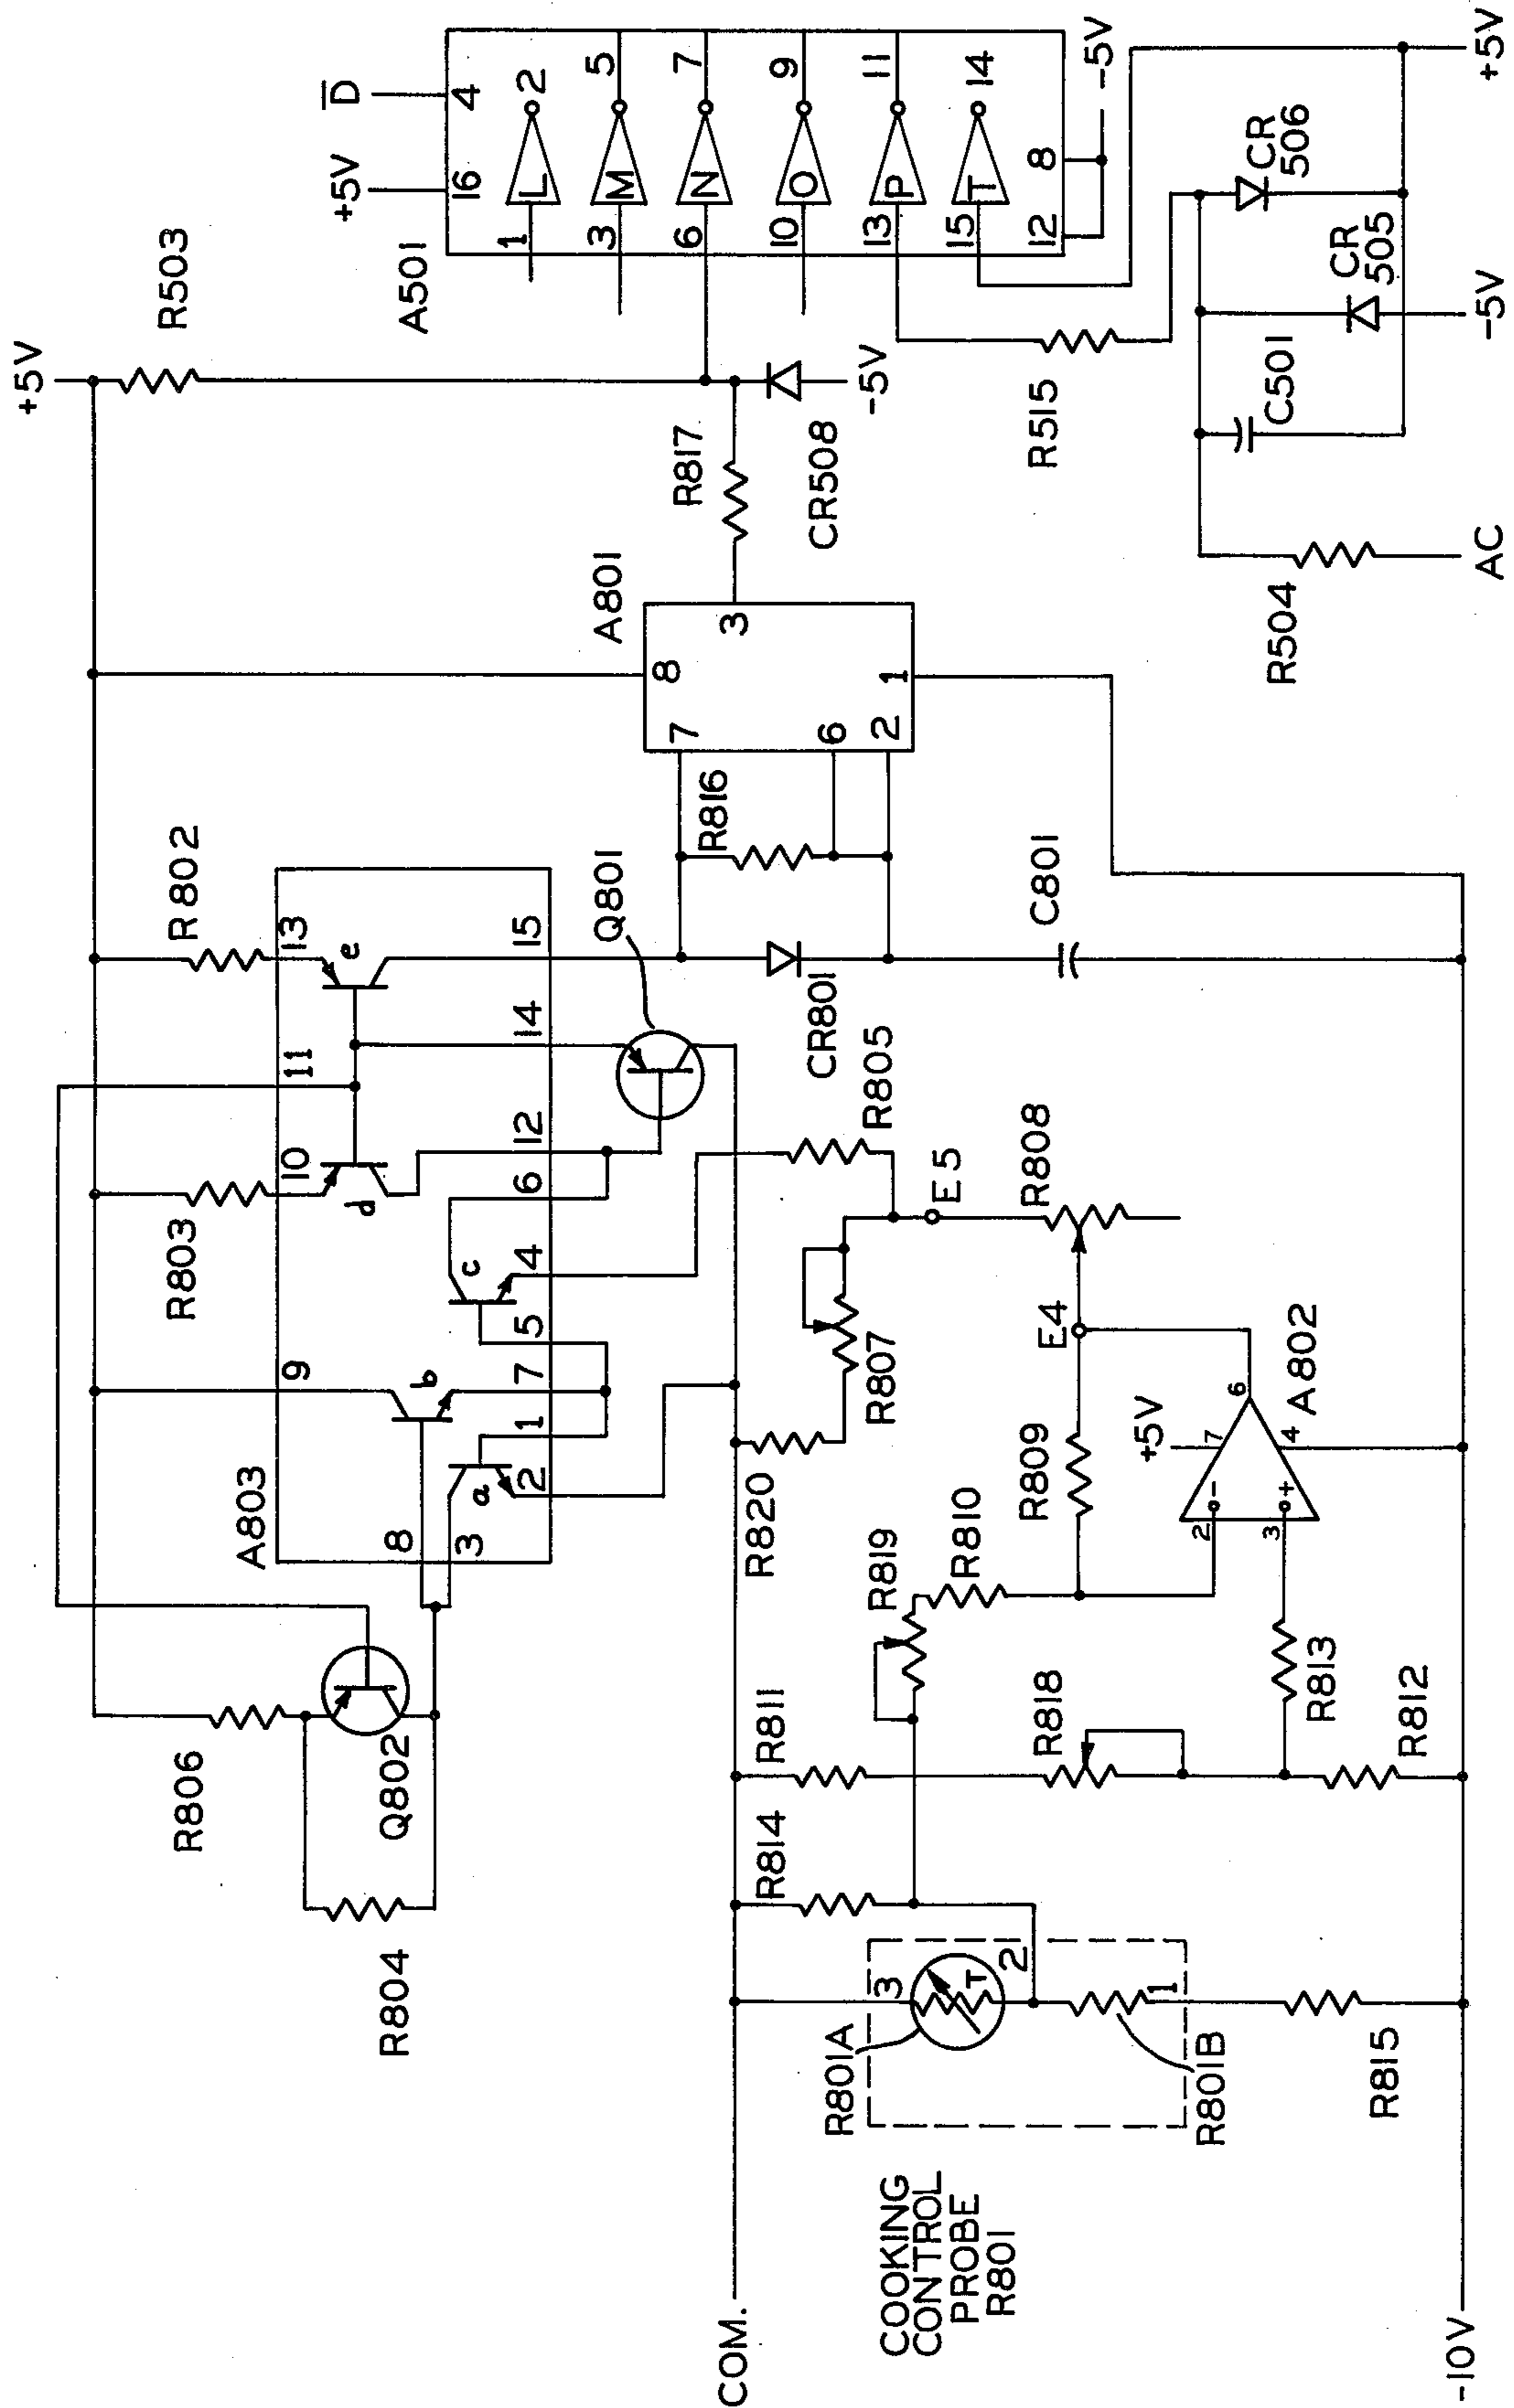 +5V
R503
+5V
D
A501
16
4
1
L
2
3
M
5
6
N
7
10
O
9
13
P
11
15
T
14
12
8
-5V
R817
CR508
-5V
R515
CR
506
CR
505
C501
R504
AC
-5V
+5V
A801
8
3
7
6
2
1
R816
R802
Q801
CR801
C801
A803
13
e
15
11
14
10
d
12
6
R803
c
4
5
9
b
7
1
a
2
8
3
R805
E5
R808
R807
R820
E4
R809
+5V
A802
7
6
4
2
-
3
+
R819
R810
R806
Q802
R804
R811
R818
R813
R812
R814
3
T
2
1
R801A
R801B
R815
COOKING
CONTROL
PROBE
R801
COM.
-10V